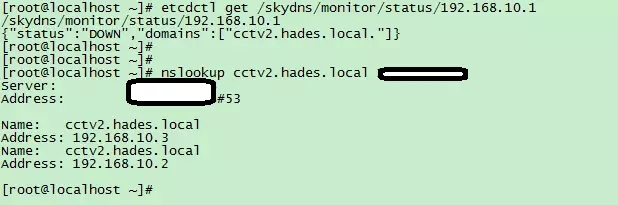 [root@localhost ~]# etcdctl get /skydns/monitor/status/192.168.10.1
/skydns/monitor/status/192.168.10.1
{"status":"DOWN","domains":["cctv2.hades.local."]}
[root@localhost ~]#
[root@localhost ~]#
[root@localhost ~]# nslookup cctv2.hades.local
Server:
Address: #53
Name: cctv2.hades.local
Address: 192.168.10.3
Name: cctv2.hades.local
Address: 192.168.10.2
[root@localhost ~]#